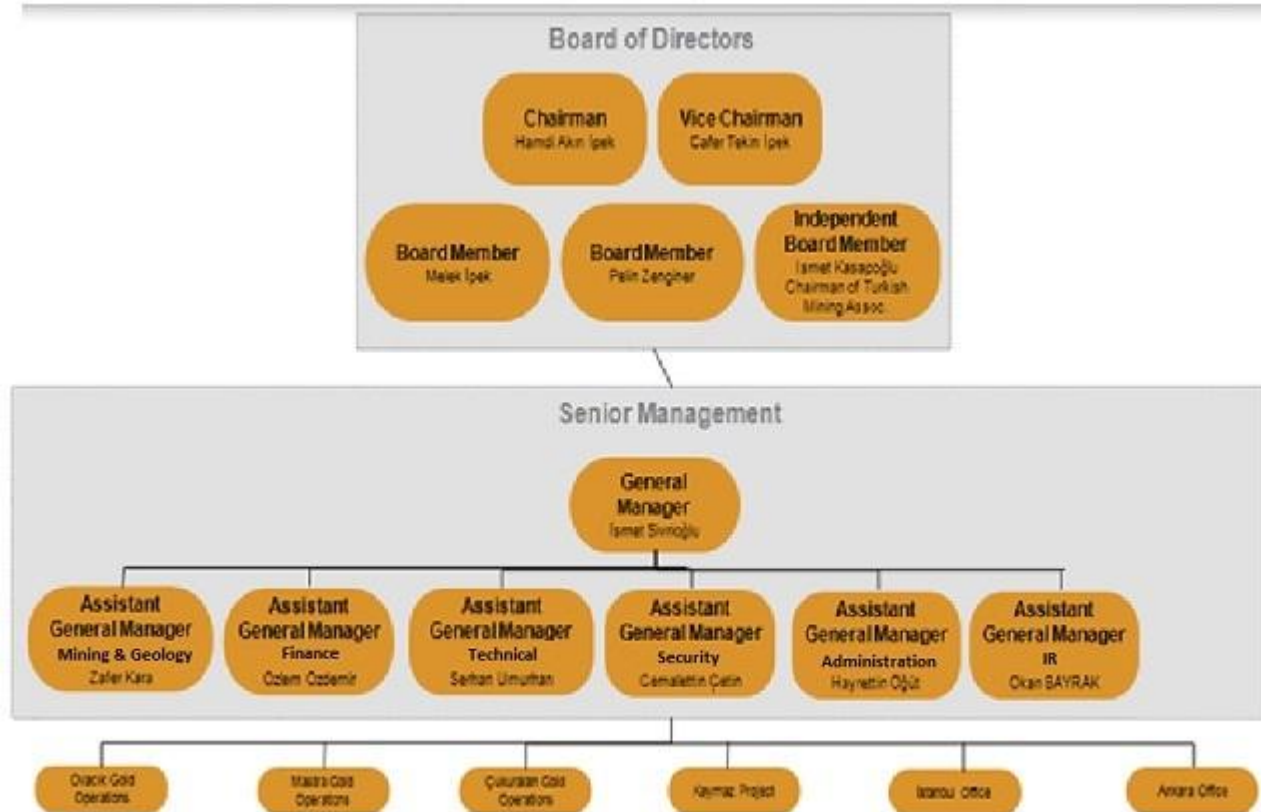 Board of Directors
Chairman
Hamdi Akın İpek
Vice Chairman
Cafer Tekin İpek
Board Member
Melek İpek
Board Member
Pelin Zenginer
Independent
Board Member
İsmet Kasapoğlu
Chairman of Turkish
Mining Assoc.
Senior Management
General
Manager
İsmet Sivrioğlu
Assistant
General Manager
Mining & Geology
Zafer Kara
Assistant
General Manager
Finance
Özlem Özdemir
Assistant
General Manager
Technical
Serhan Umurhan
Assistant
General Manager
Security
Cemalettin Çetin
Assistant
General Manager
Administration
Hayrettin Öğüt
Assistant
General Manager
IR
Okan BAYRAK
Ovacık Gold
Operations
Mastra Gold
Operations
Çukuralan Gold
Operations
Kaymaz Project
İstanbul Office
Ankara Office